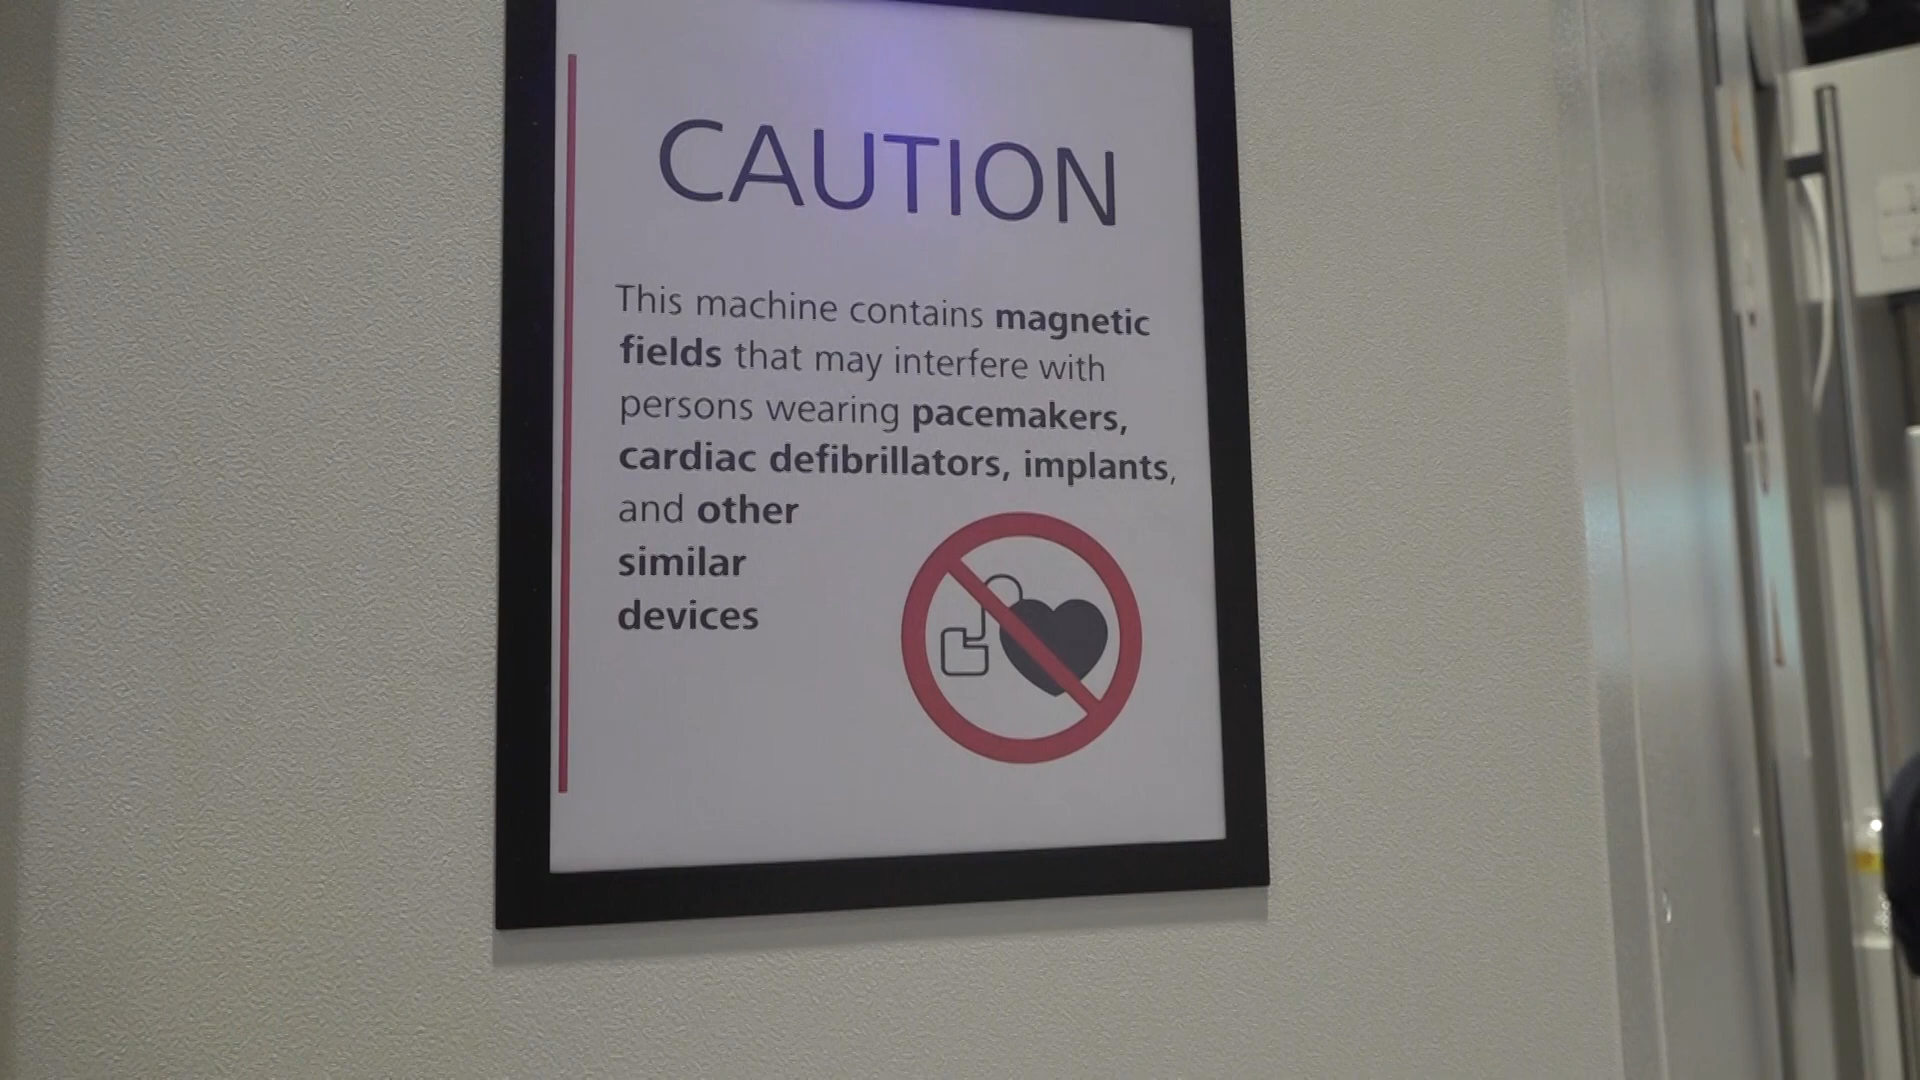 CAUTION
This machine contains magnetic
fields that may interfere with
persons wearing pacemakers,
cardiac defibrillators, implants,
and other
similar
devices